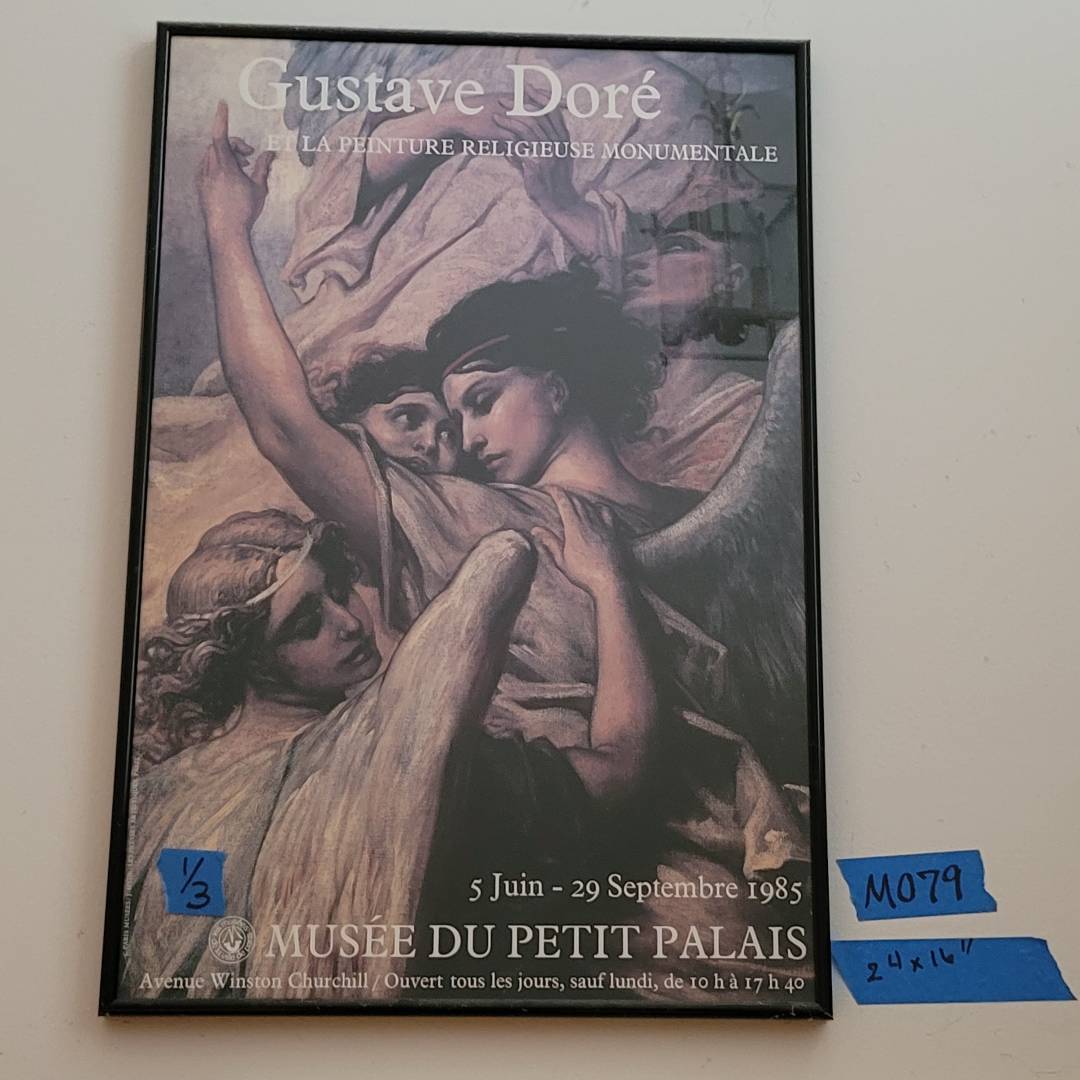 Gustave Doré
ET LA PEINTURE RELIGIEUSE MONUMENTALE
1/3
5 Juin - 29 Septembre 1985
MUSÉE DU PETIT PALAIS
Avenue Winston Churchill / Ouvert tous les jours, sauf lundi, de 10 h à 17 h 40
M079
24 x 16"